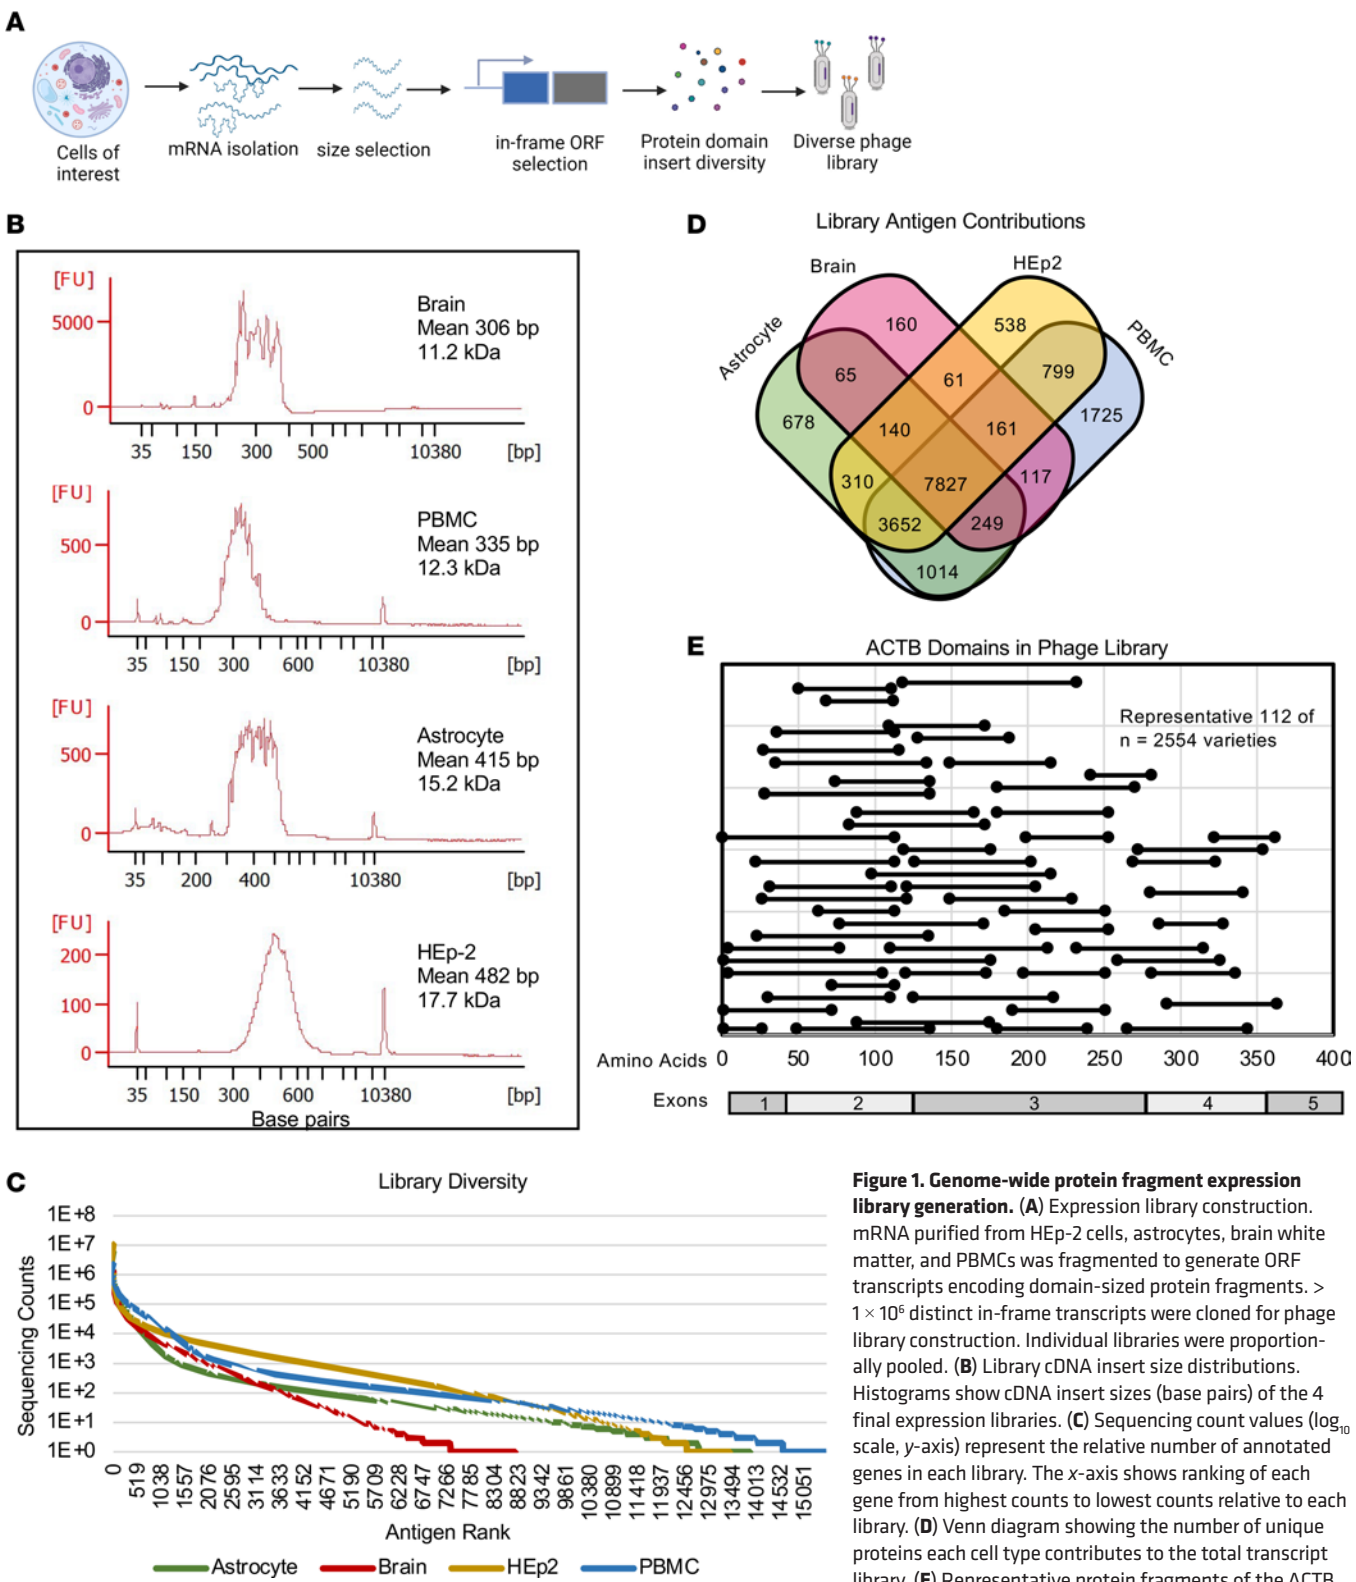 A
Cells of
interest
mRNA isolation
size selection
in-frame ORF
selection
Protein domain
insert diversity
Diverse phage
library
B
[FU]
5000
0
Brain
Mean 306 bp
11.2 kDa
35 150 300 500 10380 [bp]
[FU]
500
0
PBMC
Mean 335 bp
12.3 kDa
35 150 300 600 10380 [bp]
[FU]
500
0
Astrocyte
Mean 415 bp
15.2 kDa
35 200 400 10380 [bp]
[FU]
200
100
0
HEp-2
Mean 482 bp
17.7 kDa
35 150 300 600 10380 [bp]
Base pairs
D
Library Antigen Contributions
Brain
HEp2
Astrocyte
PBMC
160 538
65 61 799
678 140 161 1725
310 7827 117
3652 249
1014
E
ACTB Domains in Phage Library
Representative 112 of
n = 2554 varieties
Amino Acids 0 50 100 150 200 250 300 350 400
Exons 1 2 3 4 5
C
Library Diversity
Sequencing Counts
1E+8
1E+7
1E+6
1E+5
1E+4
1E+3
1E+2
1E+1
1E+0
0 519 1038 1557 2076 2595 3114 3633 4152 4671 5190 5709 6228 6747 7266 7785 8304 8823 9342 9861 10380 10899 11418 11937 12456 12975 13494 14013 14532 15051
Antigen Rank
Astrocyte Brain HEp2 PBMC
Figure 1. Genome-wide protein fragment expression
library generation. (A) Expression library construction.
mRNA purified from HEp-2 cells, astrocytes, brain white
matter, and PBMCs was fragmented to generate ORF
transcripts encoding domain-sized protein fragments. >
1 × 10⁶ distinct in-frame transcripts were cloned for phage
library construction. Individual libraries were proportion-
ally pooled. (B) Library cDNA insert size distributions.
Histograms show cDNA insert sizes (base pairs) of the 4
final expression libraries. (C) Sequencing count values (log₁₀
scale, y-axis) represent the relative number of annotated
genes in each library. The x-axis shows ranking of each
gene from highest counts to lowest counts relative to each
library. (D) Venn diagram showing the number of unique
proteins each cell type contributes to the total transcript
library. (E) Representative protein fragments of the ACTB